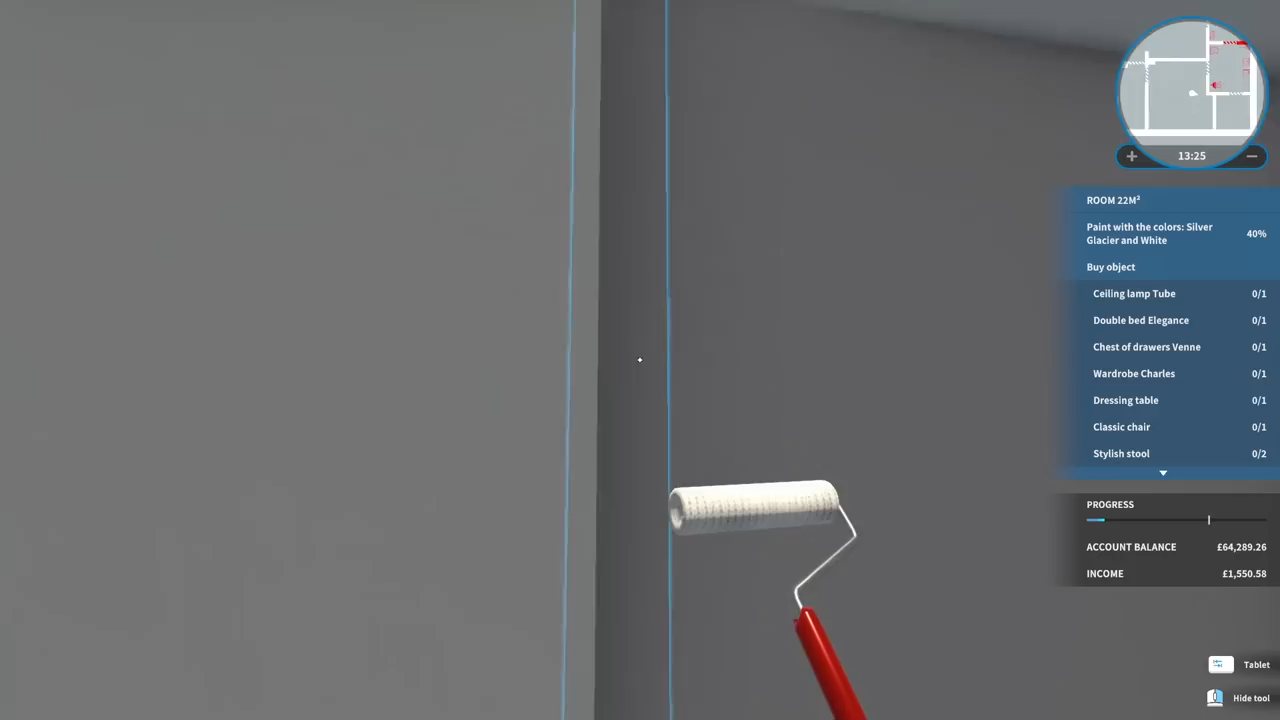 13:25
ROOM 22M²
Paint with the colors: Silver
Glacier and White 40%
Buy object
Ceiling lamp Tube 0/1
Double bed Elegance 0/1
Chest of drawers Venne 0/1
Wardrobe Charles 0/1
Dressing table 0/1
Classic chair 0/1
Stylish stool 0/2
PROGRESS
ACCOUNT BALANCE £64,289.26
INCOME £1,550.58
Tablet
Hide tool